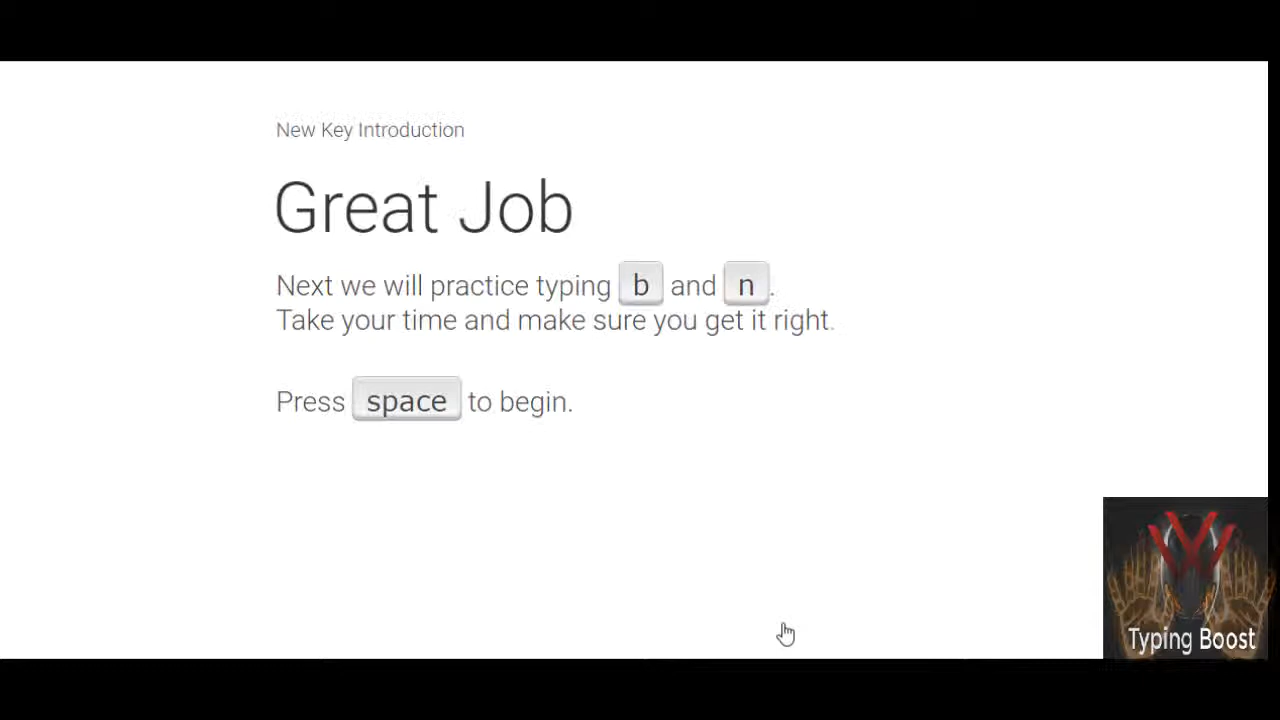 New Key Introduction
Great Job
Next we will practice typing b and n.
Take your time and make sure you get it right.
Press space to begin.
Typing Boost